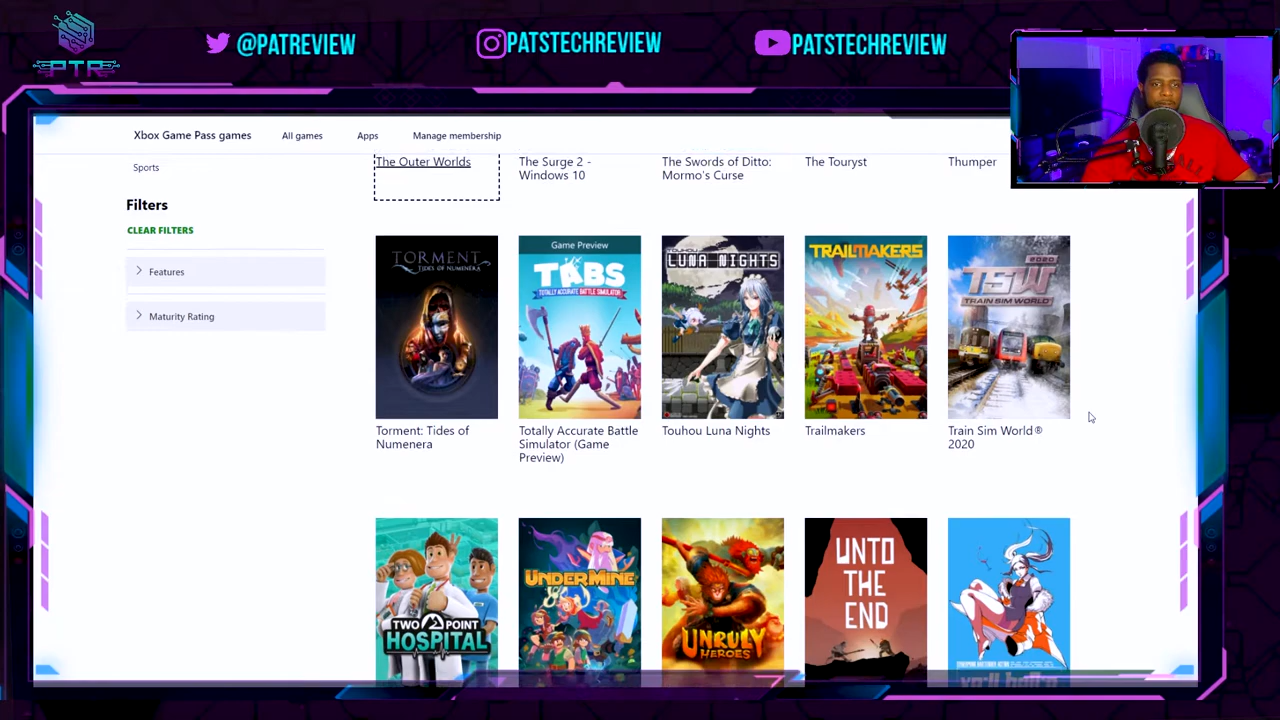 @PATREVIEW
PATSTECHREVIEW
PATSTECHREVIEW
PTR
Xbox Game Pass games
All games
Apps
Manage membership
Sports
Filters
CLEAR FILTERS
Features
Maturity Rating
The Outer Worlds
The Surge 2 -
Windows 10
The Swords of Ditto:
Mormo's Curse
The Touryst
Thumper
TORMENT
TIDES OF NUMENERA
Game Preview
TABS
TOTALLY ACCURATE BATTLE SIMULATOR
LUNA NIGHTS
TRAILMAKERS
2020
TSW
TRAIN SIM WORLD
Torment: Tides of
Numenera
Totally Accurate Battle
Simulator (Game
Preview)
Touhou Luna Nights
Trailmakers
Train Sim World®
2020
TWO POINT
HOSPITAL
UNDERMINE
UNRULY
HEROES
UNTO
THE
END